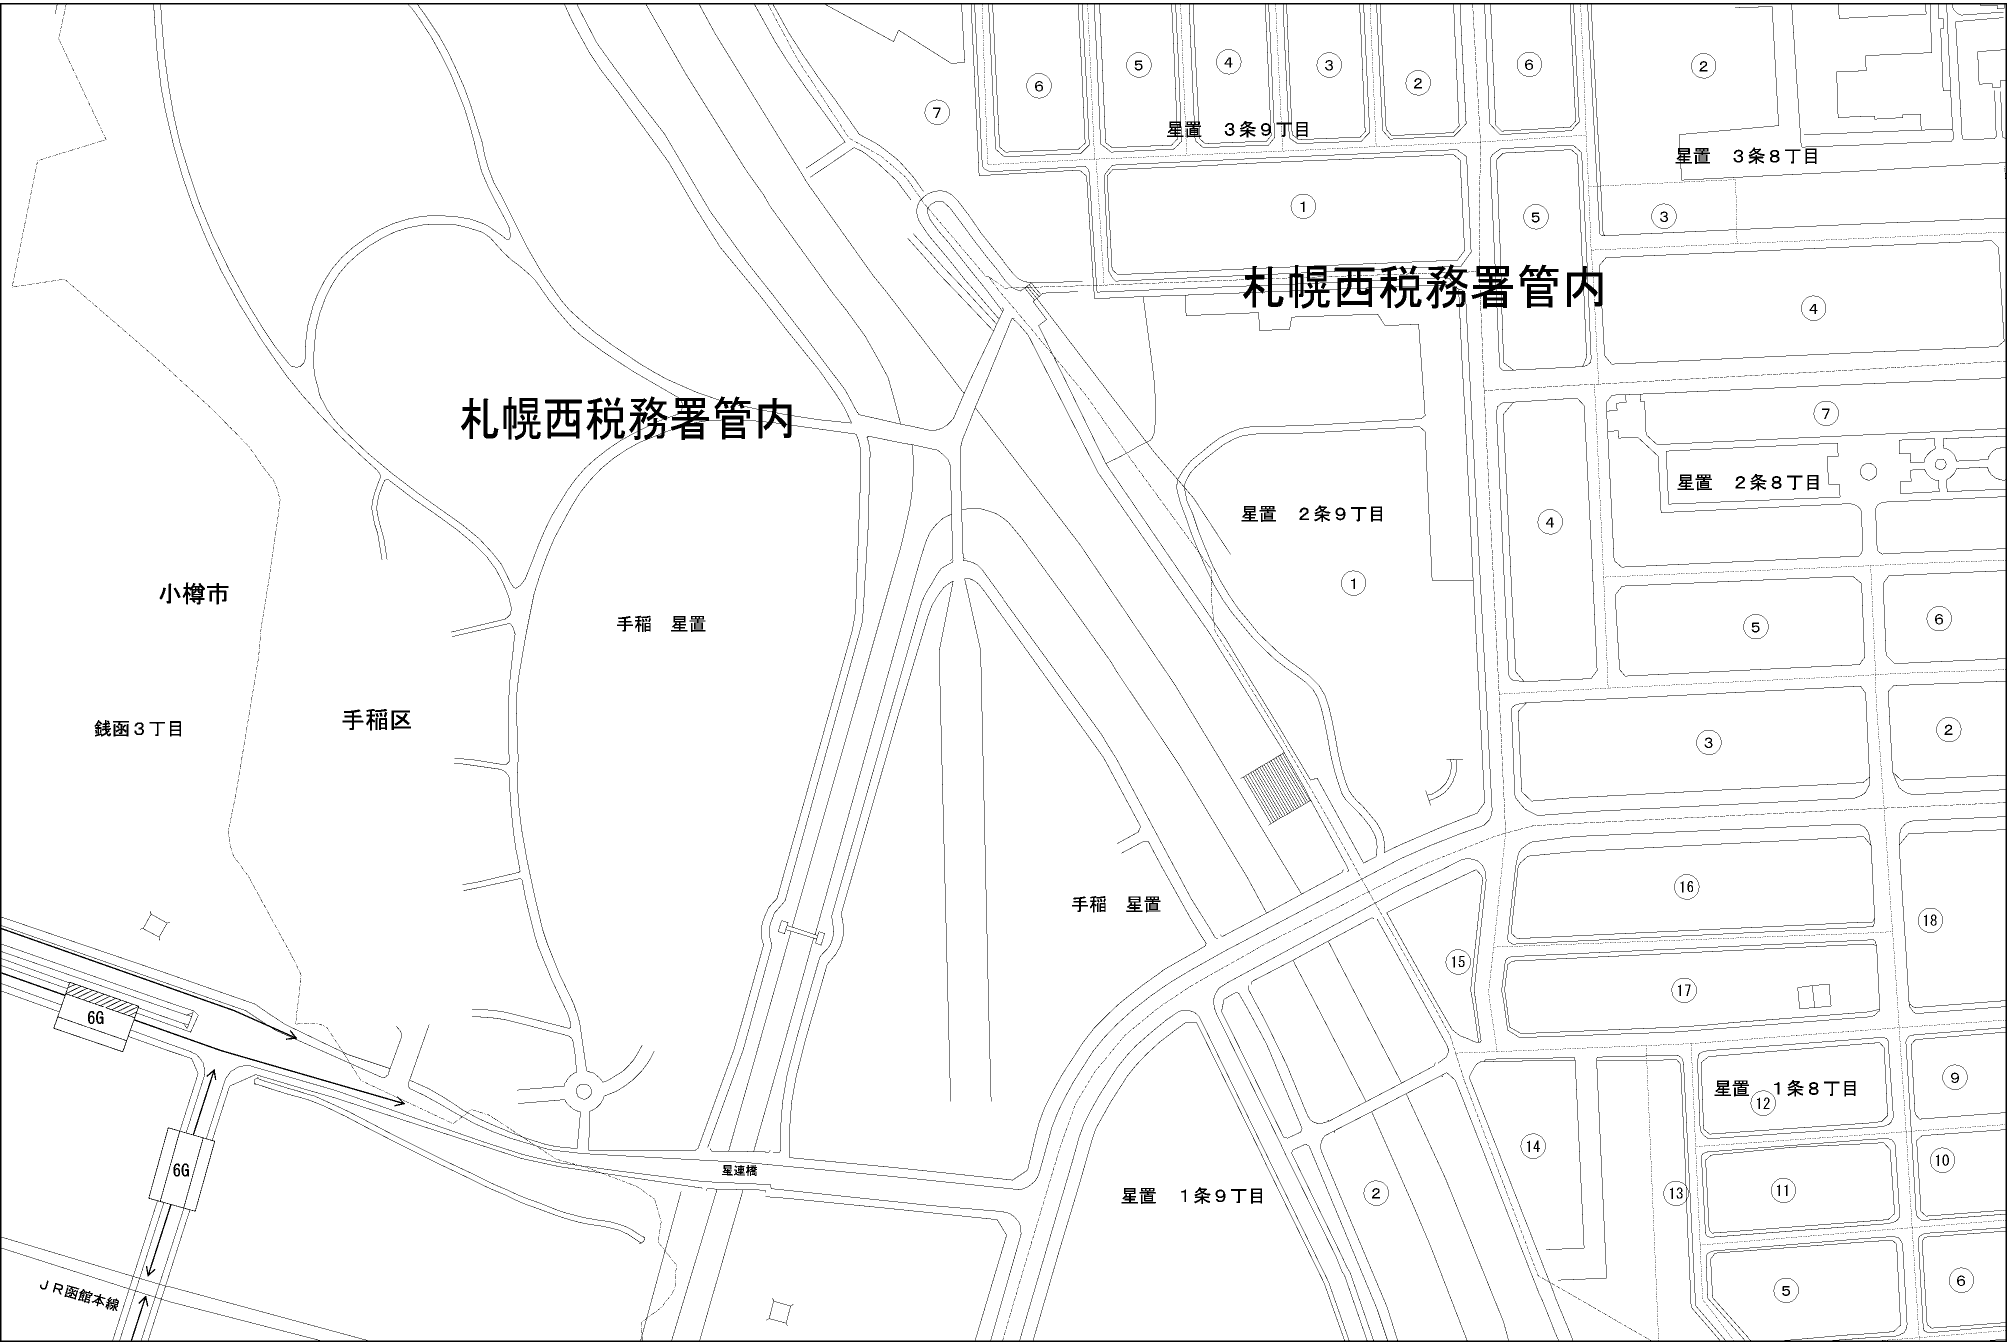 6
5
4
3
2
6
2
7
星置　3条9丁目
星置　3条8丁目
1
5
3
札幌西税務署管内
4
札幌西税務署管内
7
星置　2条8丁目
星置　2条9丁目
4
1
小樽市
手稲　星置
5
6
手稲区
銭函3丁目
3
2
16
手稲　星置
18
15
17
6G
9
星置　1条8丁目
12
14
10
星連橋
6G
11
13
2
星置　1条9丁目
5
6
JR函館本線